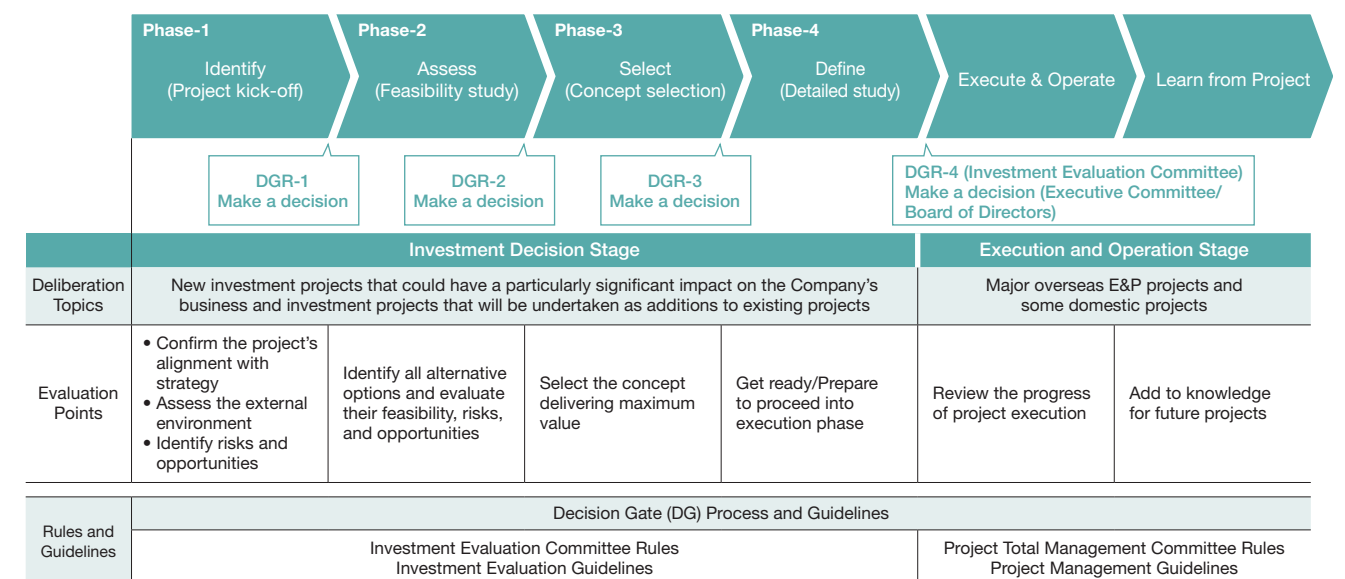 Phase-1
Identify
(Project kick-off)
Phase-2
Assess
(Feasibility study)
Phase-3
Select
(Concept selection)
Phase-4
Define
(Detailed study)
Execute & Operate
Learn from Project
DGR-1
Make a decision
DGR-2
Make a decision
DGR-3
Make a decision
DGR-4 (Investment Evaluation Committee)
Make a decision (Executive Committee/
Board of Directors)
Investment Decision Stage
Execution and Operation Stage
Deliberation
Topics
New investment projects that could have a particularly significant impact on the Company's
business and investment projects that will be undertaken as additions to existing projects
Major overseas E&P projects and
some domestic projects
Evaluation
Points
• Confirm the project's
alignment with
strategy
• Assess the external
environment
• Identify risks and
opportunities
Identify all alternative
options and evaluate
their feasibility, risks,
and opportunities
Select the concept
delivering maximum
value
Get ready/Prepare
to proceed into
execution phase
Review the progress
of project execution
Add to knowledge
for future projects
Rules and
Guidelines
Decision Gate (DG) Process and Guidelines
Investment Evaluation Committee Rules
Investment Evaluation Guidelines
Project Total Management Committee Rules
Project Management Guidelines